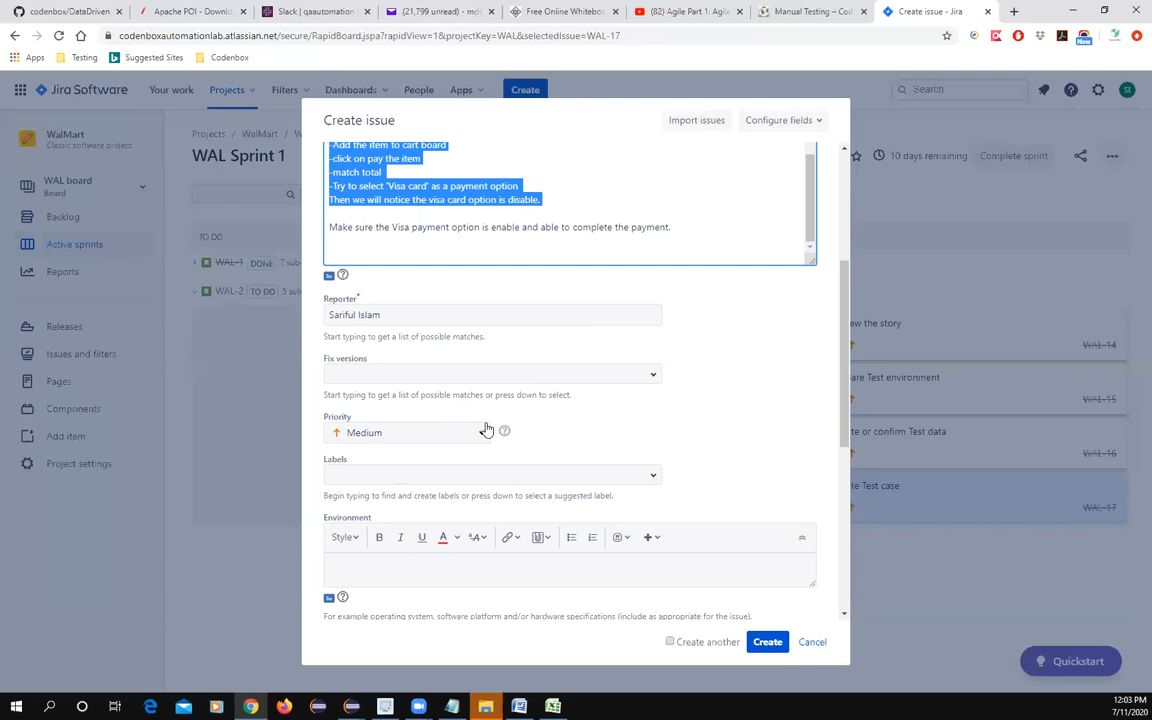 codenbox/DataDriven
Apache POI - Downlo
Slack | qaautomation
(21,799 unread) - mdf
Free Online Whitebo
(82) Agile Part 1: Agile
Manual Testing – Cod
Create issue - Jira
codenboxautomationlab.atlassian.net/secure/RapidBoard.jspa?rapidView=1&projectKey=WAL&selectedIssue=WAL-17
Apps
Testing
Suggested Sites
Codenbox
Jira Software
Your work
Projects
Filters
Dashboards
People
Apps
Create
Search
WalMart
Classic software project
WAL board
Board
Backlog
Active sprints
Reports
Releases
Issues and filters
Pages
Components
Add item
Project settings
Projects / WalMart / W
WAL Sprint 1
10 days remaining
Complete sprint
TO DO
WAL-1 DONE 7 sub-
WAL-2 TO DO 5 sub
ew the story
WAL-14
are Test environment
WAL-15
te or confirm Test data
WAL-16
te Test case
WAL-17
Create issue
Import issues
Configure fields
-Add the item to cart board
-click on pay the item
-match total
-Try to select 'Visa card' as a payment option
Then we will notice the visa card option is disable.
Make sure the Visa payment option is enable and able to complete the payment.
Reporter*
Sariful Islam
Start typing to get a list of possible matches.
Fix versions
Start typing to get a list of possible matches or press down to select.
Priority
Medium
Labels
Begin typing to find and create labels or press down to select a suggested label.
Environment
Style
For example operating system, software platform and/or hardware specifications (include as appropriate for the issue).
Create another
Create
Cancel
Quickstart
12:03 PM
7/11/2020